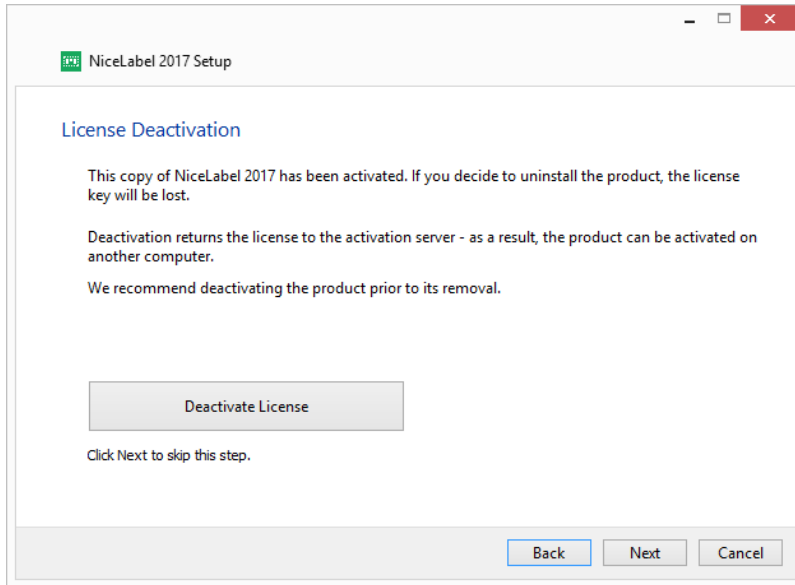 NiceLabel 2017 Setup
License Deactivation
This copy of NiceLabel 2017 has been activated. If you decide to uninstall the product, the license
key will be lost.
Deactivation returns the license to the activation server - as a result, the product can be activated on
another computer.
We recommend deactivating the product prior to its removal.
Deactivate License
Click Next to skip this step.
Back Next Cancel